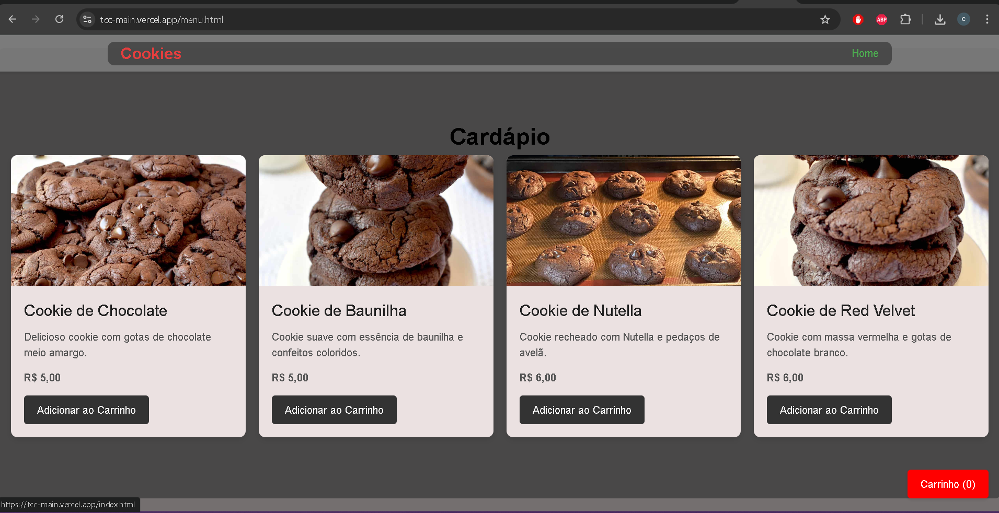 tcc-main.vercel.app/menu.html
ABP
C
Cookies
Home
Cardápio
Cookie de Chocolate
Delicioso cookie com gotas de chocolate
meio amargo.
R$ 5,00
Adicionar ao Carrinho
Cookie de Baunilha
Cookie suave com essência de baunilha e
confeitos coloridos.
R$ 5,00
Adicionar ao Carrinho
Cookie de Nutella
Cookie recheado com Nutella e pedaços de
avelã.
R$ 6,00
Adicionar ao Carrinho
Cookie de Red Velvet
Cookie com massa vermelha e gotas de
chocolate branco.
R$ 6,00
Adicionar ao Carrinho
Carrinho (0)
https://tcc-main.vercel.app/index.html